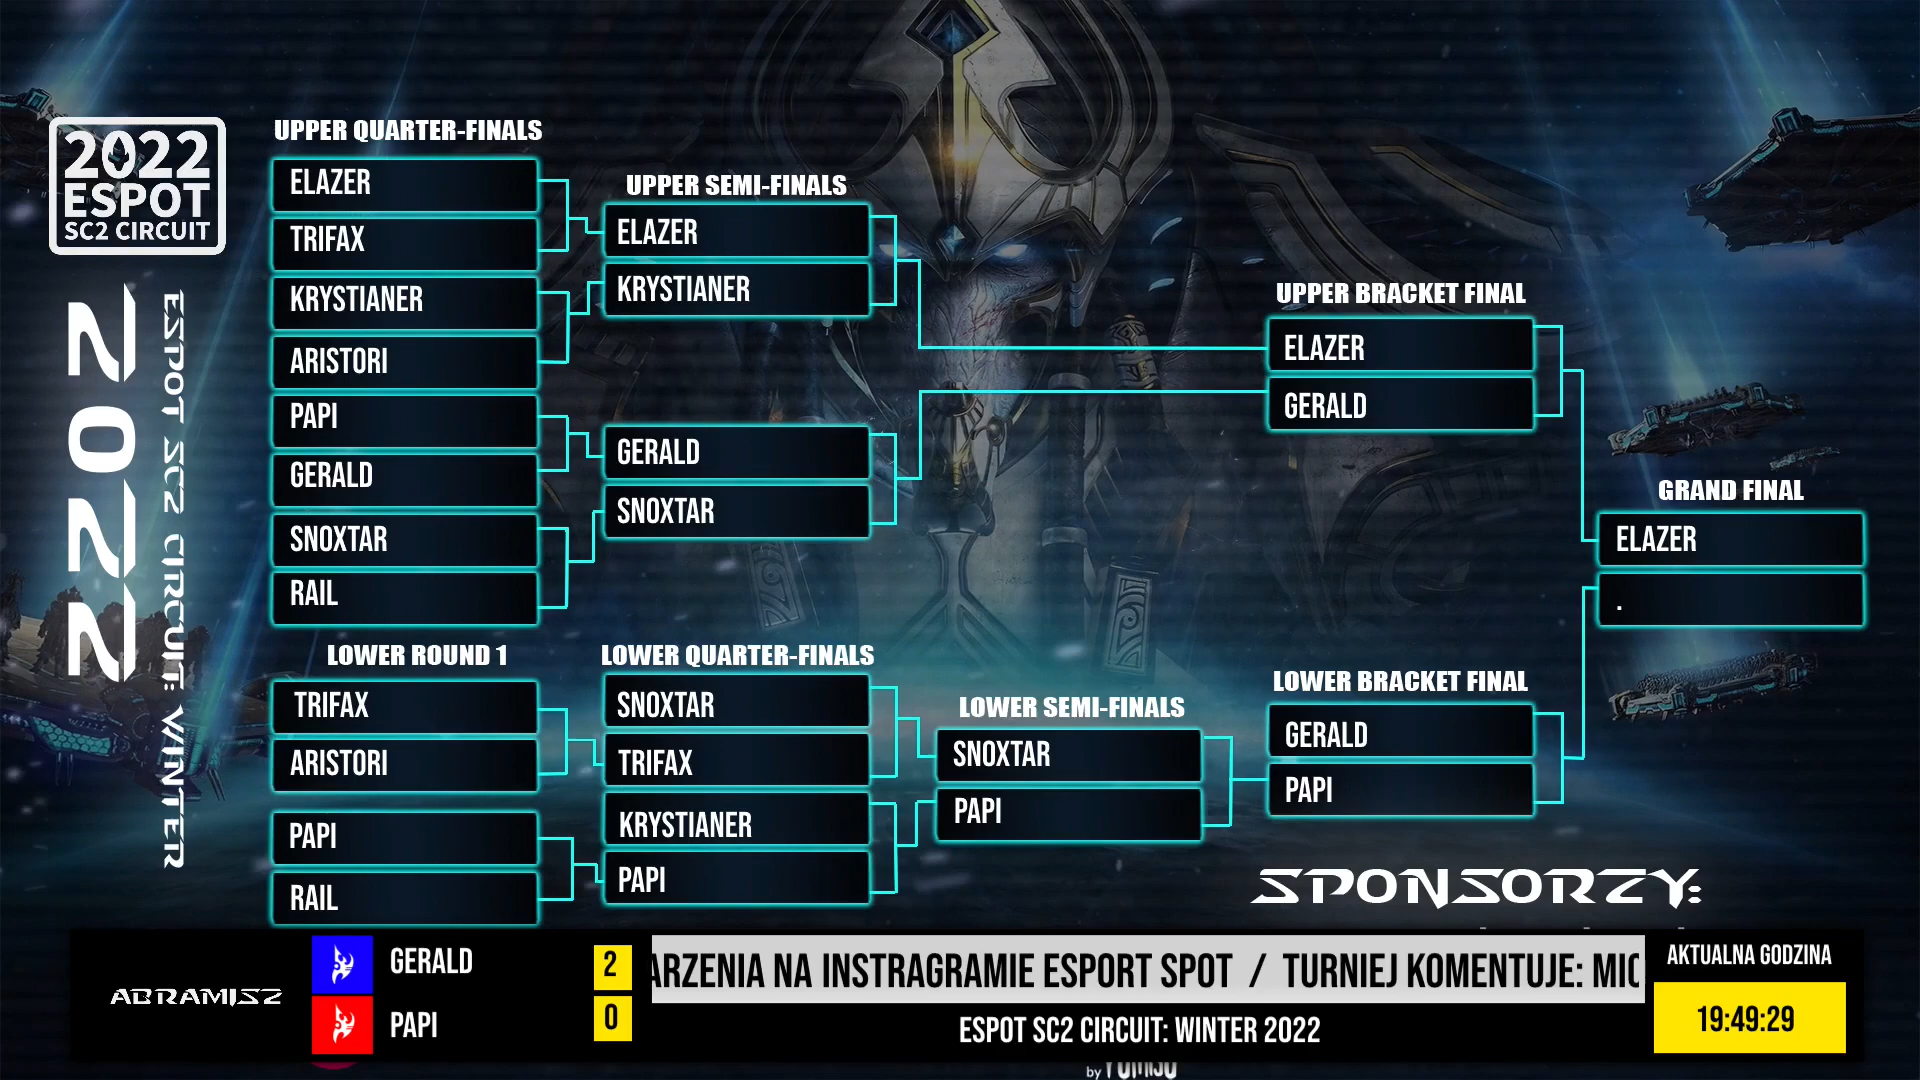 2022
ESPOT
SC2 CIRCUIT
2022
ESPOT SC2 CIRCUIT: WINTER
UPPER QUARTER-FINALS
ELAZER
TRIFAX
KRYSTIANER
ARISTORI
PAPI
GERALD
SNOXTAR
RAIL
UPPER SEMI-FINALS
ELAZER
KRYSTIANER
GERALD
SNOXTAR
UPPER BRACKET FINAL
ELAZER
GERALD
GRAND FINAL
ELAZER
.
LOWER ROUND 1
TRIFAX
ARISTORI
PAPI
RAIL
LOWER QUARTER-FINALS
SNOXTAR
TRIFAX
KRYSTIANER
PAPI
LOWER SEMI-FINALS
SNOXTAR
PAPI
LOWER BRACKET FINAL
GERALD
PAPI
SPONSORZY:
ABRAMISZ
GERALD 2
PAPI 0
ARZENIA NA INSTRAGRAMIE ESPORT SPOT / TURNIEJ KOMENTUJE: MIC
ESPOT SC2 CIRCUIT: WINTER 2022
AKTUALNA GODZINA
19:49:29
by